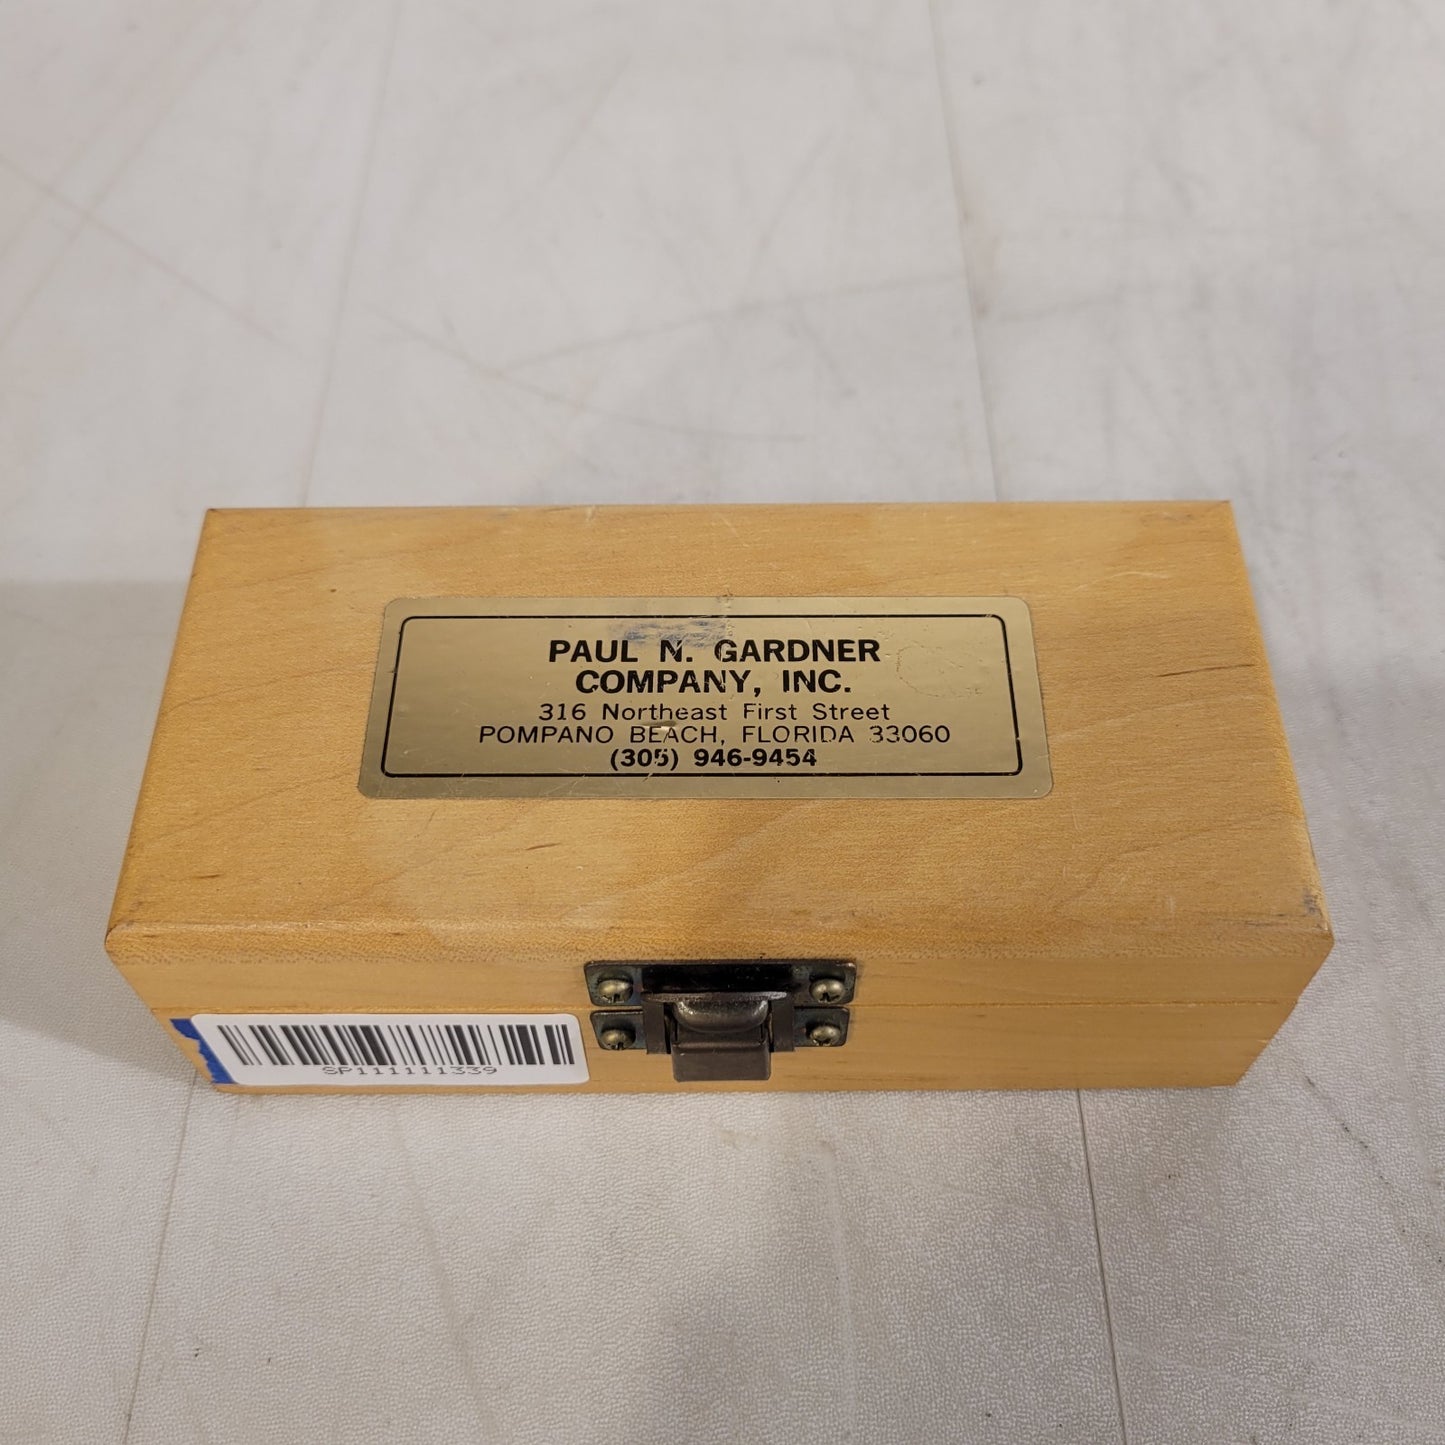 PAUL N. GARDNER
COMPANY, INC.
316 Northeast First Street
POMPANO BEACH, FLORIDA 33060
(305) 946-9454
SP111111339